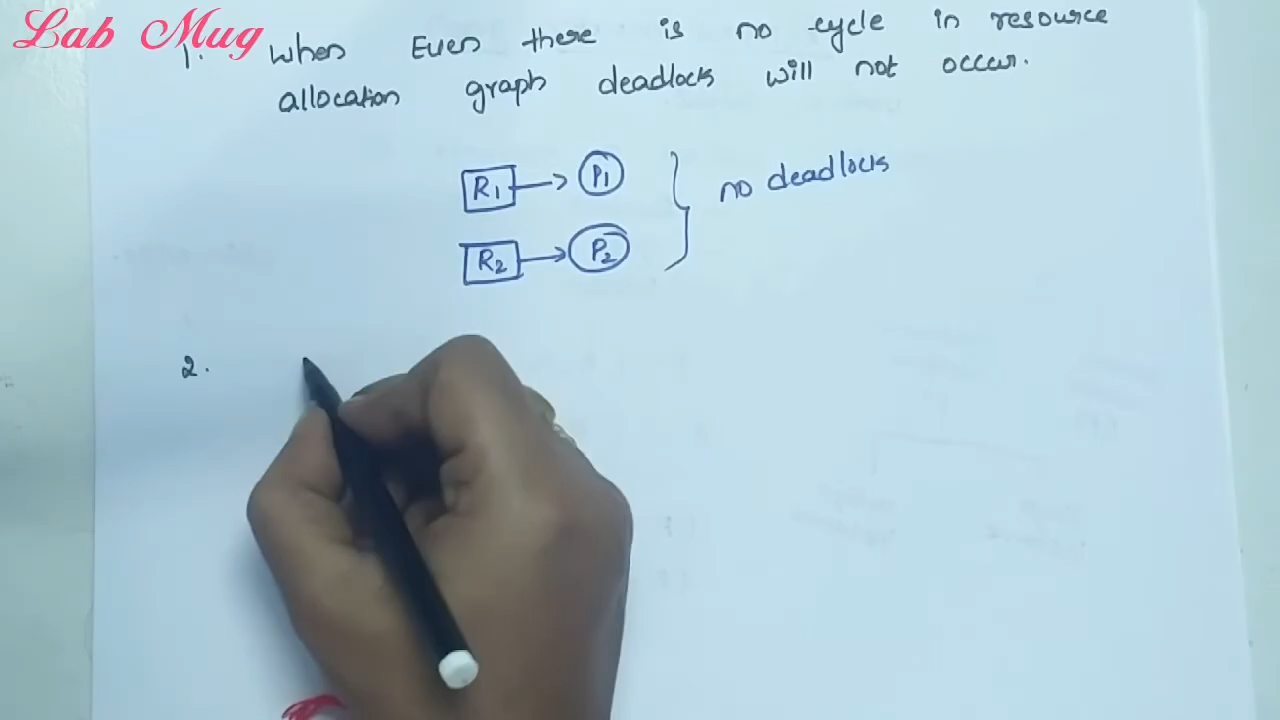 Lab Mug
1. When Even there is no cycle in resource
allocation graph deadlocks will not occur.
R1 P1
no deadlocks
R2 P2
2.